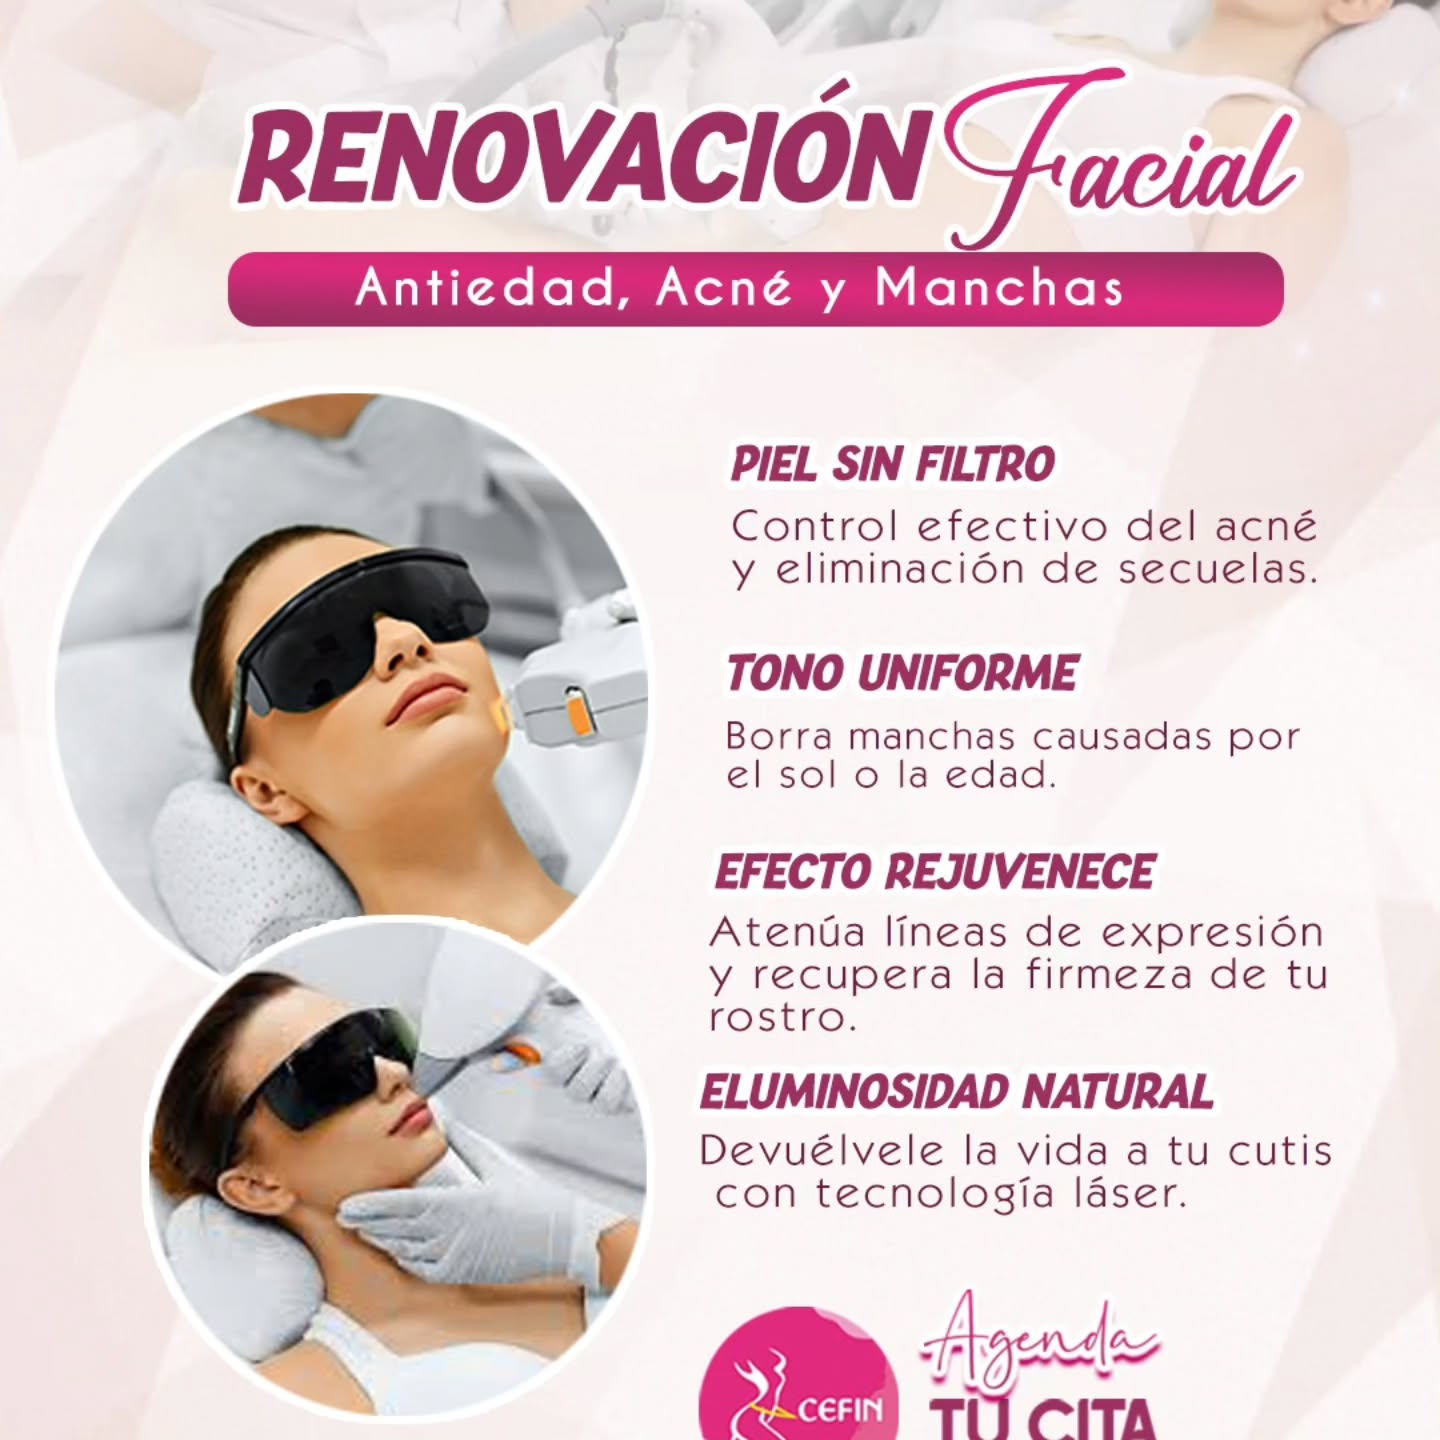 RENOVACIÓN Facial
Antiedad, Acné y Manchas
PIEL SIN FILTRO
Control efectivo del acné
y eliminación de secuelas.
TONO UNIFORME
Borra manchas causadas por
el sol o la edad.
EFECTO REJUVENECE
Atenúa líneas de expresión
y recupera la firmeza de tu
rostro.
ELUMINOSIDAD NATURAL
Devuélvele la vida a tu cutis
con tecnología láser.
CEFIN
Agenda
TU CITA